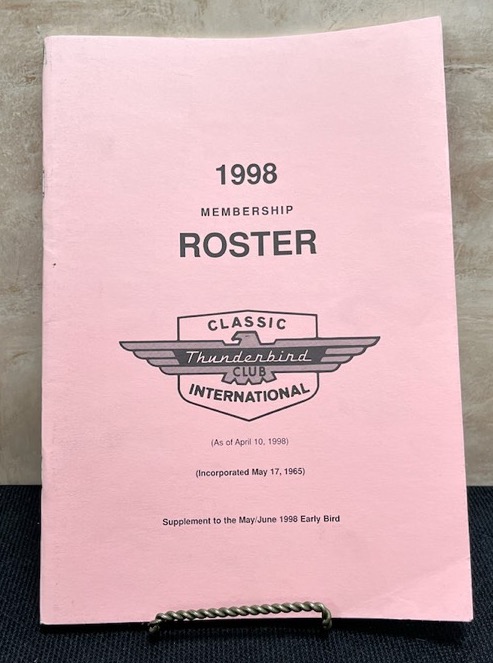 1998
MEMBERSHIP
ROSTER
CLASSIC
Thunderbird
CLUB
INTERNATIONAL
(As of April 10, 1998)
(Incorporated May 17, 1965)
Supplement to the May/June 1998 Early Bird